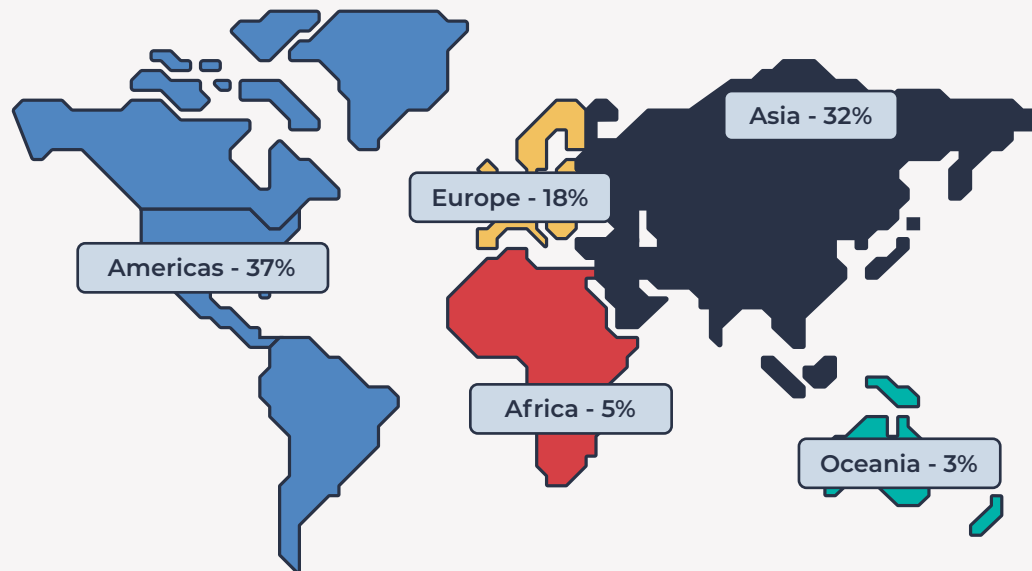 Asia - 32%
Europe - 18%
Americas - 37%
Africa - 5%
Oceania - 3%